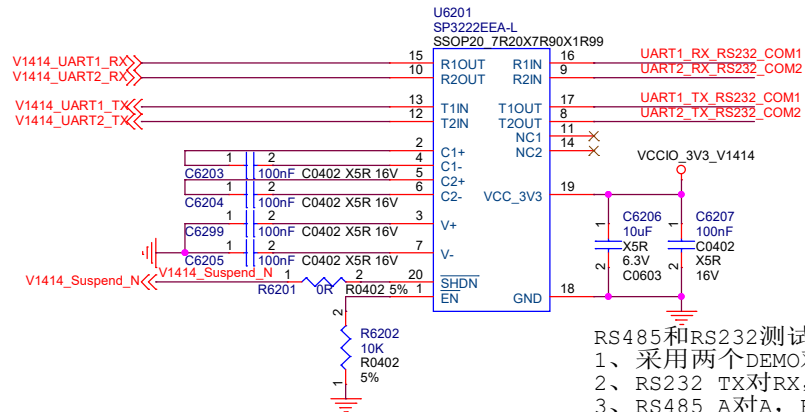 U6201
SP3222EEA-L
SSOP20_7R20X7R90X1R99
V1414_UART1_RX 15 R1OUT R1IN 16 UART1_RX_RS232_COM1
V1414_UART2_RX 10 R2OUT R2IN 9 UART2_RX_RS232_COM2
V1414_UART1_TX 13 T1IN T1OUT 17 UART1_TX_RS232_COM1
V1414_UART2_TX 12 T2IN T2OUT 8 UART2_TX_RS232_COM2
NC1 11
NC2 14
2 C1+
1 2 4 C1-
C6203 100nF C0402 X5R 16V 5 C2+
1 2 6 C2-
C6204 100nF C0402 X5R 16V
1 2 3 V+
C6299 100nF C0402 X5R 16V
1 2 7 V-
C6205 100nF C0402 X5R 16V
VCCIO_3V3_V1414
VCC_3V3 19
1 C6206 2
10uF
X5R
6.3V
C0603
1 C6207 2
100nF
C0402
X5R
16V
V1414_Suspend_N V1414_Suspend_N 1 2 20 SHDN
R6201 0R R0402 5% 1 EN
GND 18
2
R6202
10K
R0402
5%
1
RS485和RS232测试
1、采用两个DEMO
2、RS232 TX对RX,
3、RS485 A对A,